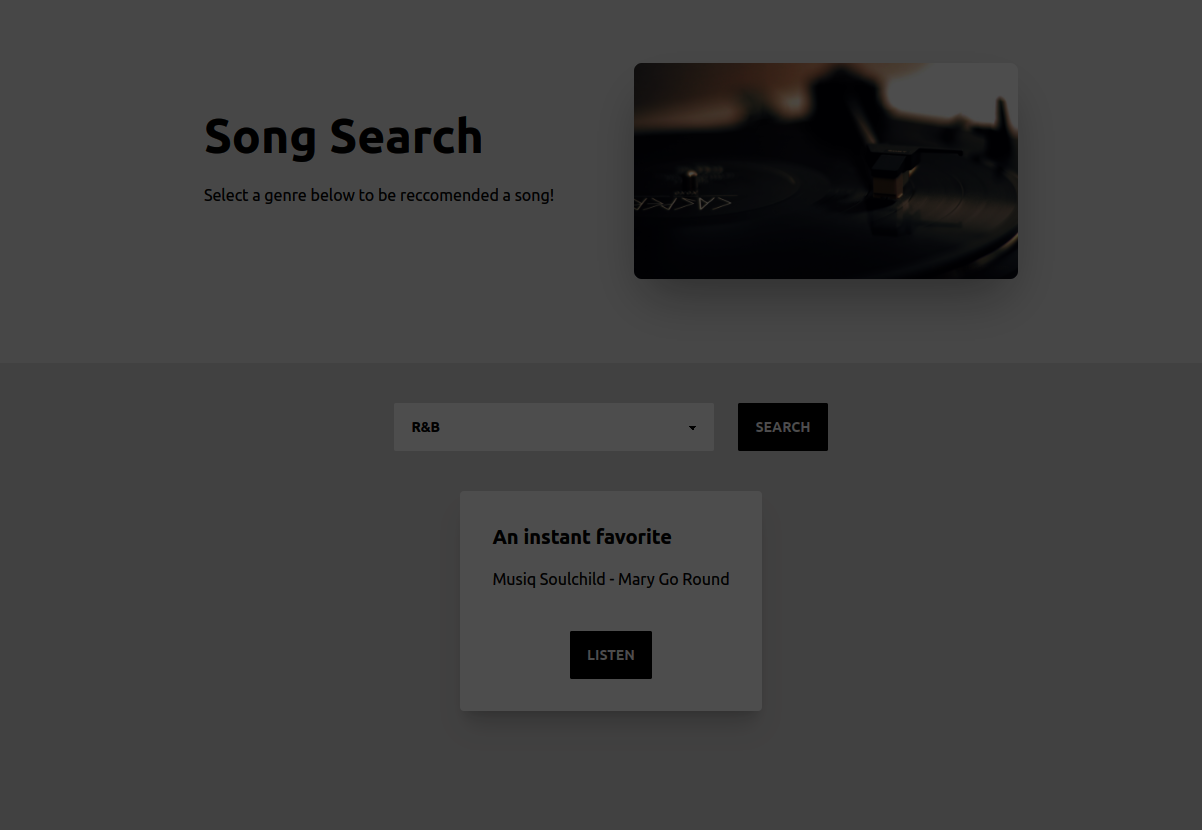 Song Search
Select a genre below to be reccomended a song!
R&B
SEARCH
An instant favorite
Musiq Soulchild - Mary Go Round
LISTEN